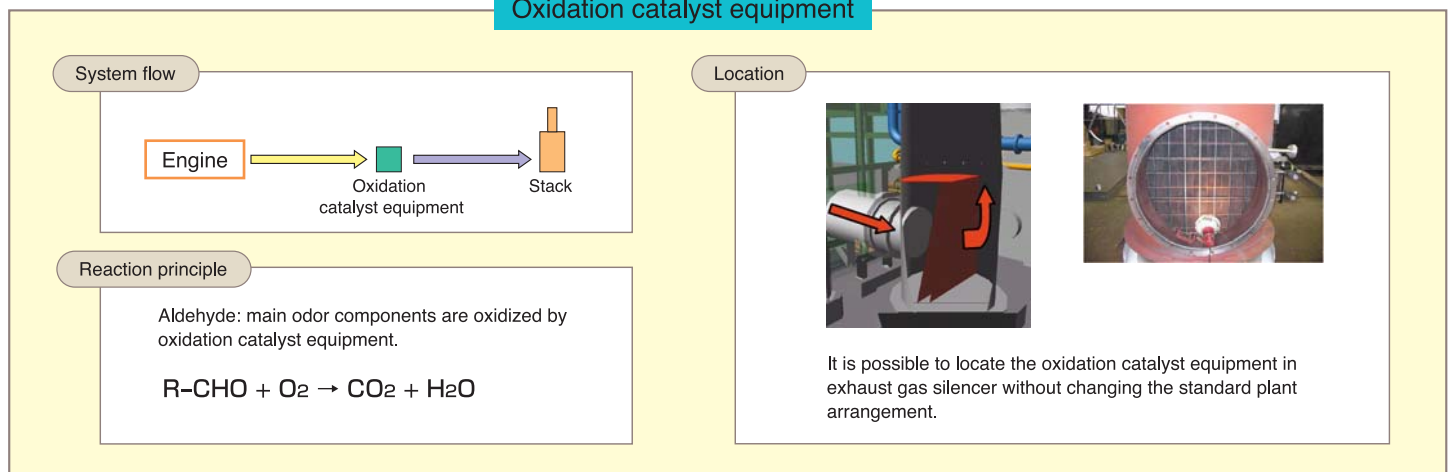 Oxidation catalyst equipment
System flow
Engine
Oxidation
catalyst equipment
Stack
Reaction principle
Aldehyde: main odor components are oxidized by
oxidation catalyst equipment.
R–CHO + O2 → CO2 + H2O
Location
It is possible to locate the oxidation catalyst equipment in
exhaust gas silencer without changing the standard plant
arrangement.